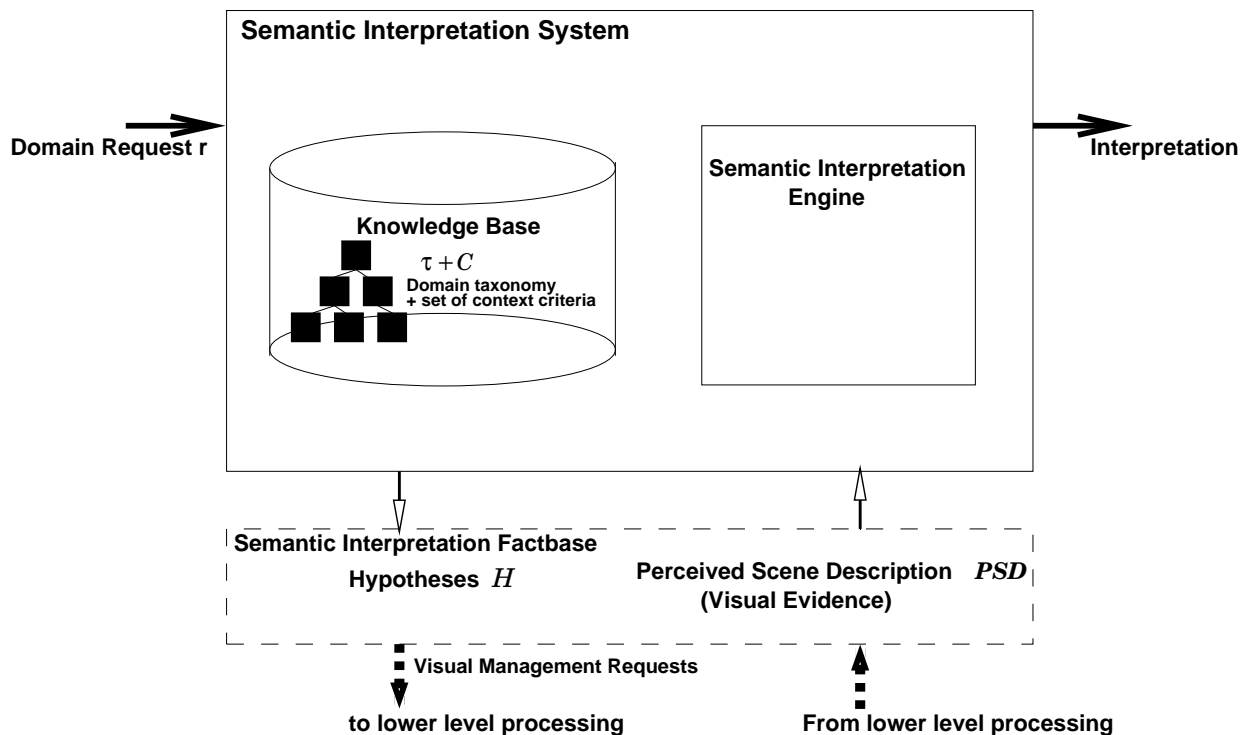 Semantic Interpretation System
Domain Request r
Interpretation
Semantic Interpretation
Engine
Knowledge Base
τ + C
Domain taxonomy
+ set of context criteria
Semantic Interpretation Factbase
Hypotheses H
Perceived Scene Description PSD
(Visual Evidence)
Visual Management Requests
to lower level processing
From lower level processing